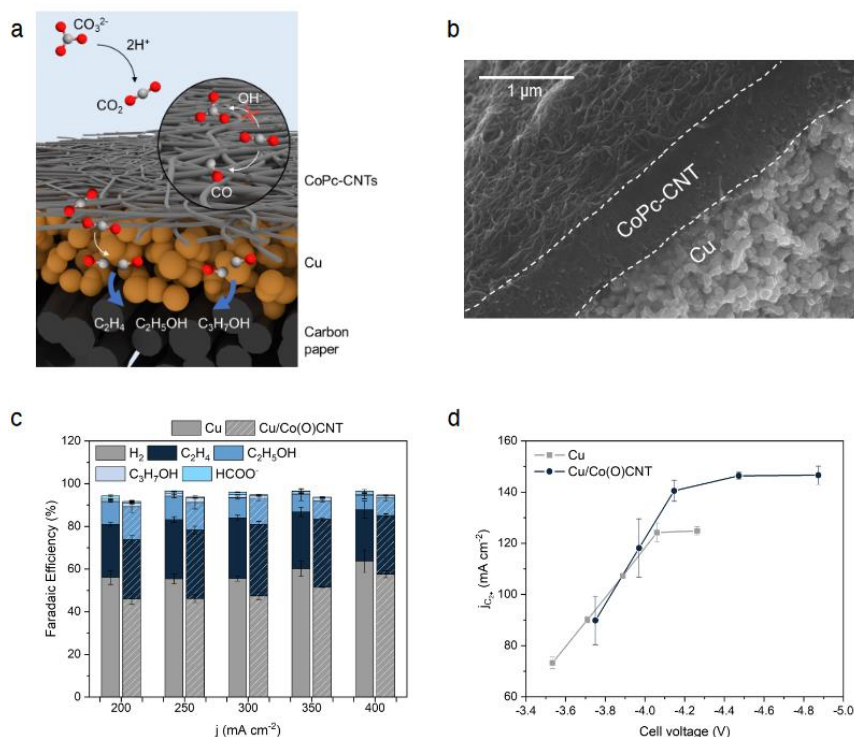 a
CO₃²⁻
2H⁺
CO₂
OH⁻
CO
CoPc-CNTs
Cu
C₂H₄ C₂H₅OH C₃H₇OH
Carbon
paper
b
1 µm
CoPc-CNT
Cu
c
Cu Cu/Co(O)CNT
H₂ C₂H₄ C₂H₅OH
C₃H₇OH HCOO⁻
Faradaic Efficiency (%)
120
100
80
60
40
20
0
200 250 300 350 400
j (mA cm⁻²)
d
Cu
Cu/Co(O)CNT
j_C₂₊ (mA cm⁻²)
160
140
120
100
80
60
-3.4 -3.6 -3.8 -4.0 -4.2 -4.4 -4.6 -4.8 -5.0
Cell voltage (V)